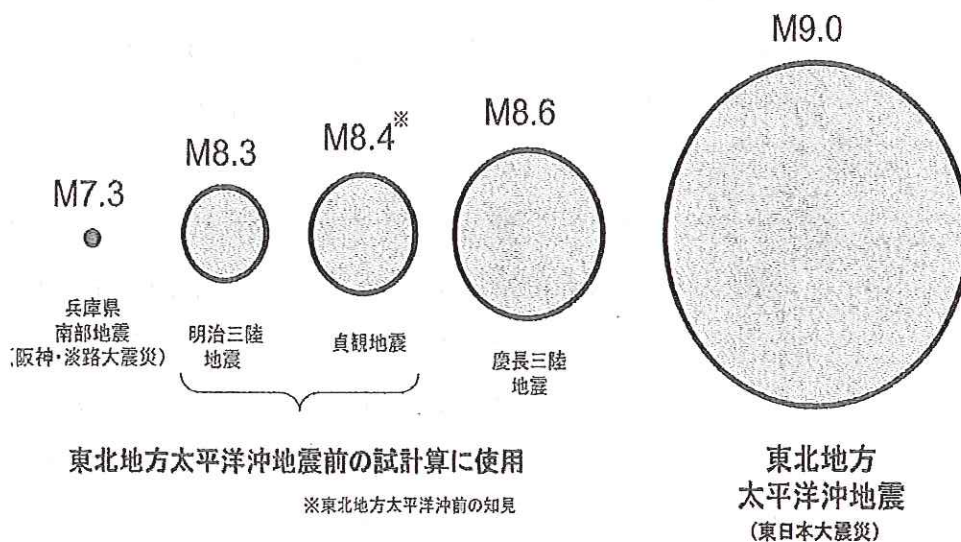 M7.3
兵庫県
南部地震
(阪神・淡路大震災)
M8.3
明治三陸
地震
M8.4※
貞観地震
M8.6
慶長三陸
地震
M9.0
東北地方
太平洋沖地震
(東日本大震災)
東北地方太平洋沖地震前の試計算に使用
※東北地方太平洋沖前の知見